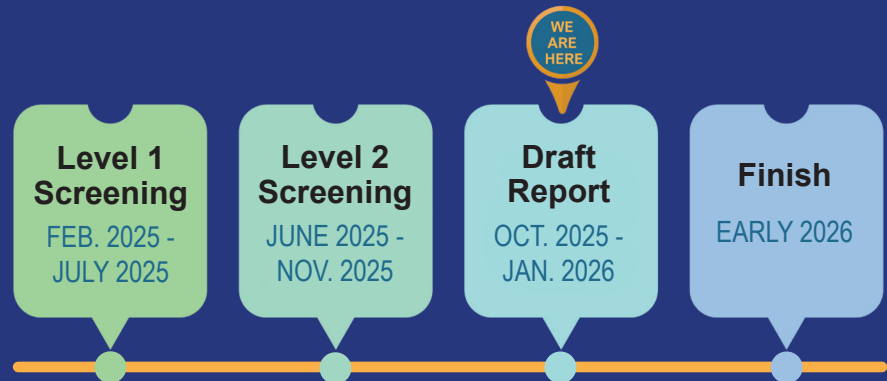 WE
ARE
HERE
Level 1
Screening
FEB. 2025 -
JULY 2025
Level 2
Screening
JUNE 2025 -
NOV. 2025
Draft
Report
OCT. 2025 -
JAN. 2026
Finish
EARLY 2026